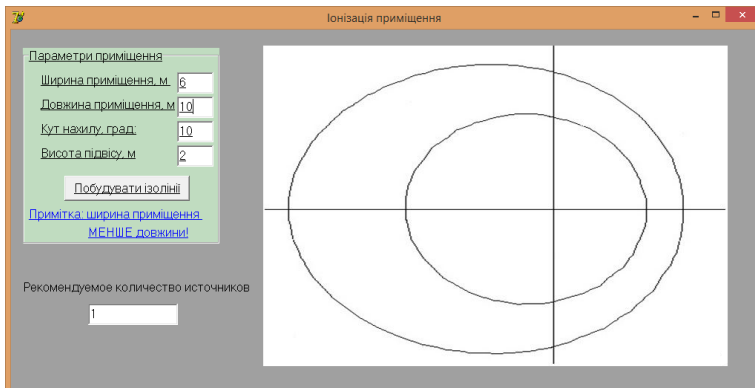 Іонізація приміщення
Параметри приміщення
Ширина приміщення, м 6
Довжина приміщення, м 10
Кут нахилу, град: 10
Висота підвісу, м 2
Побудувати ізолінії
Примітка: ширина приміщення
МЕНШЕ довжини!
Рекомендуемое количество источников
1